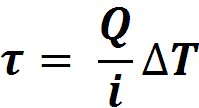 τ = Q/i ΔT